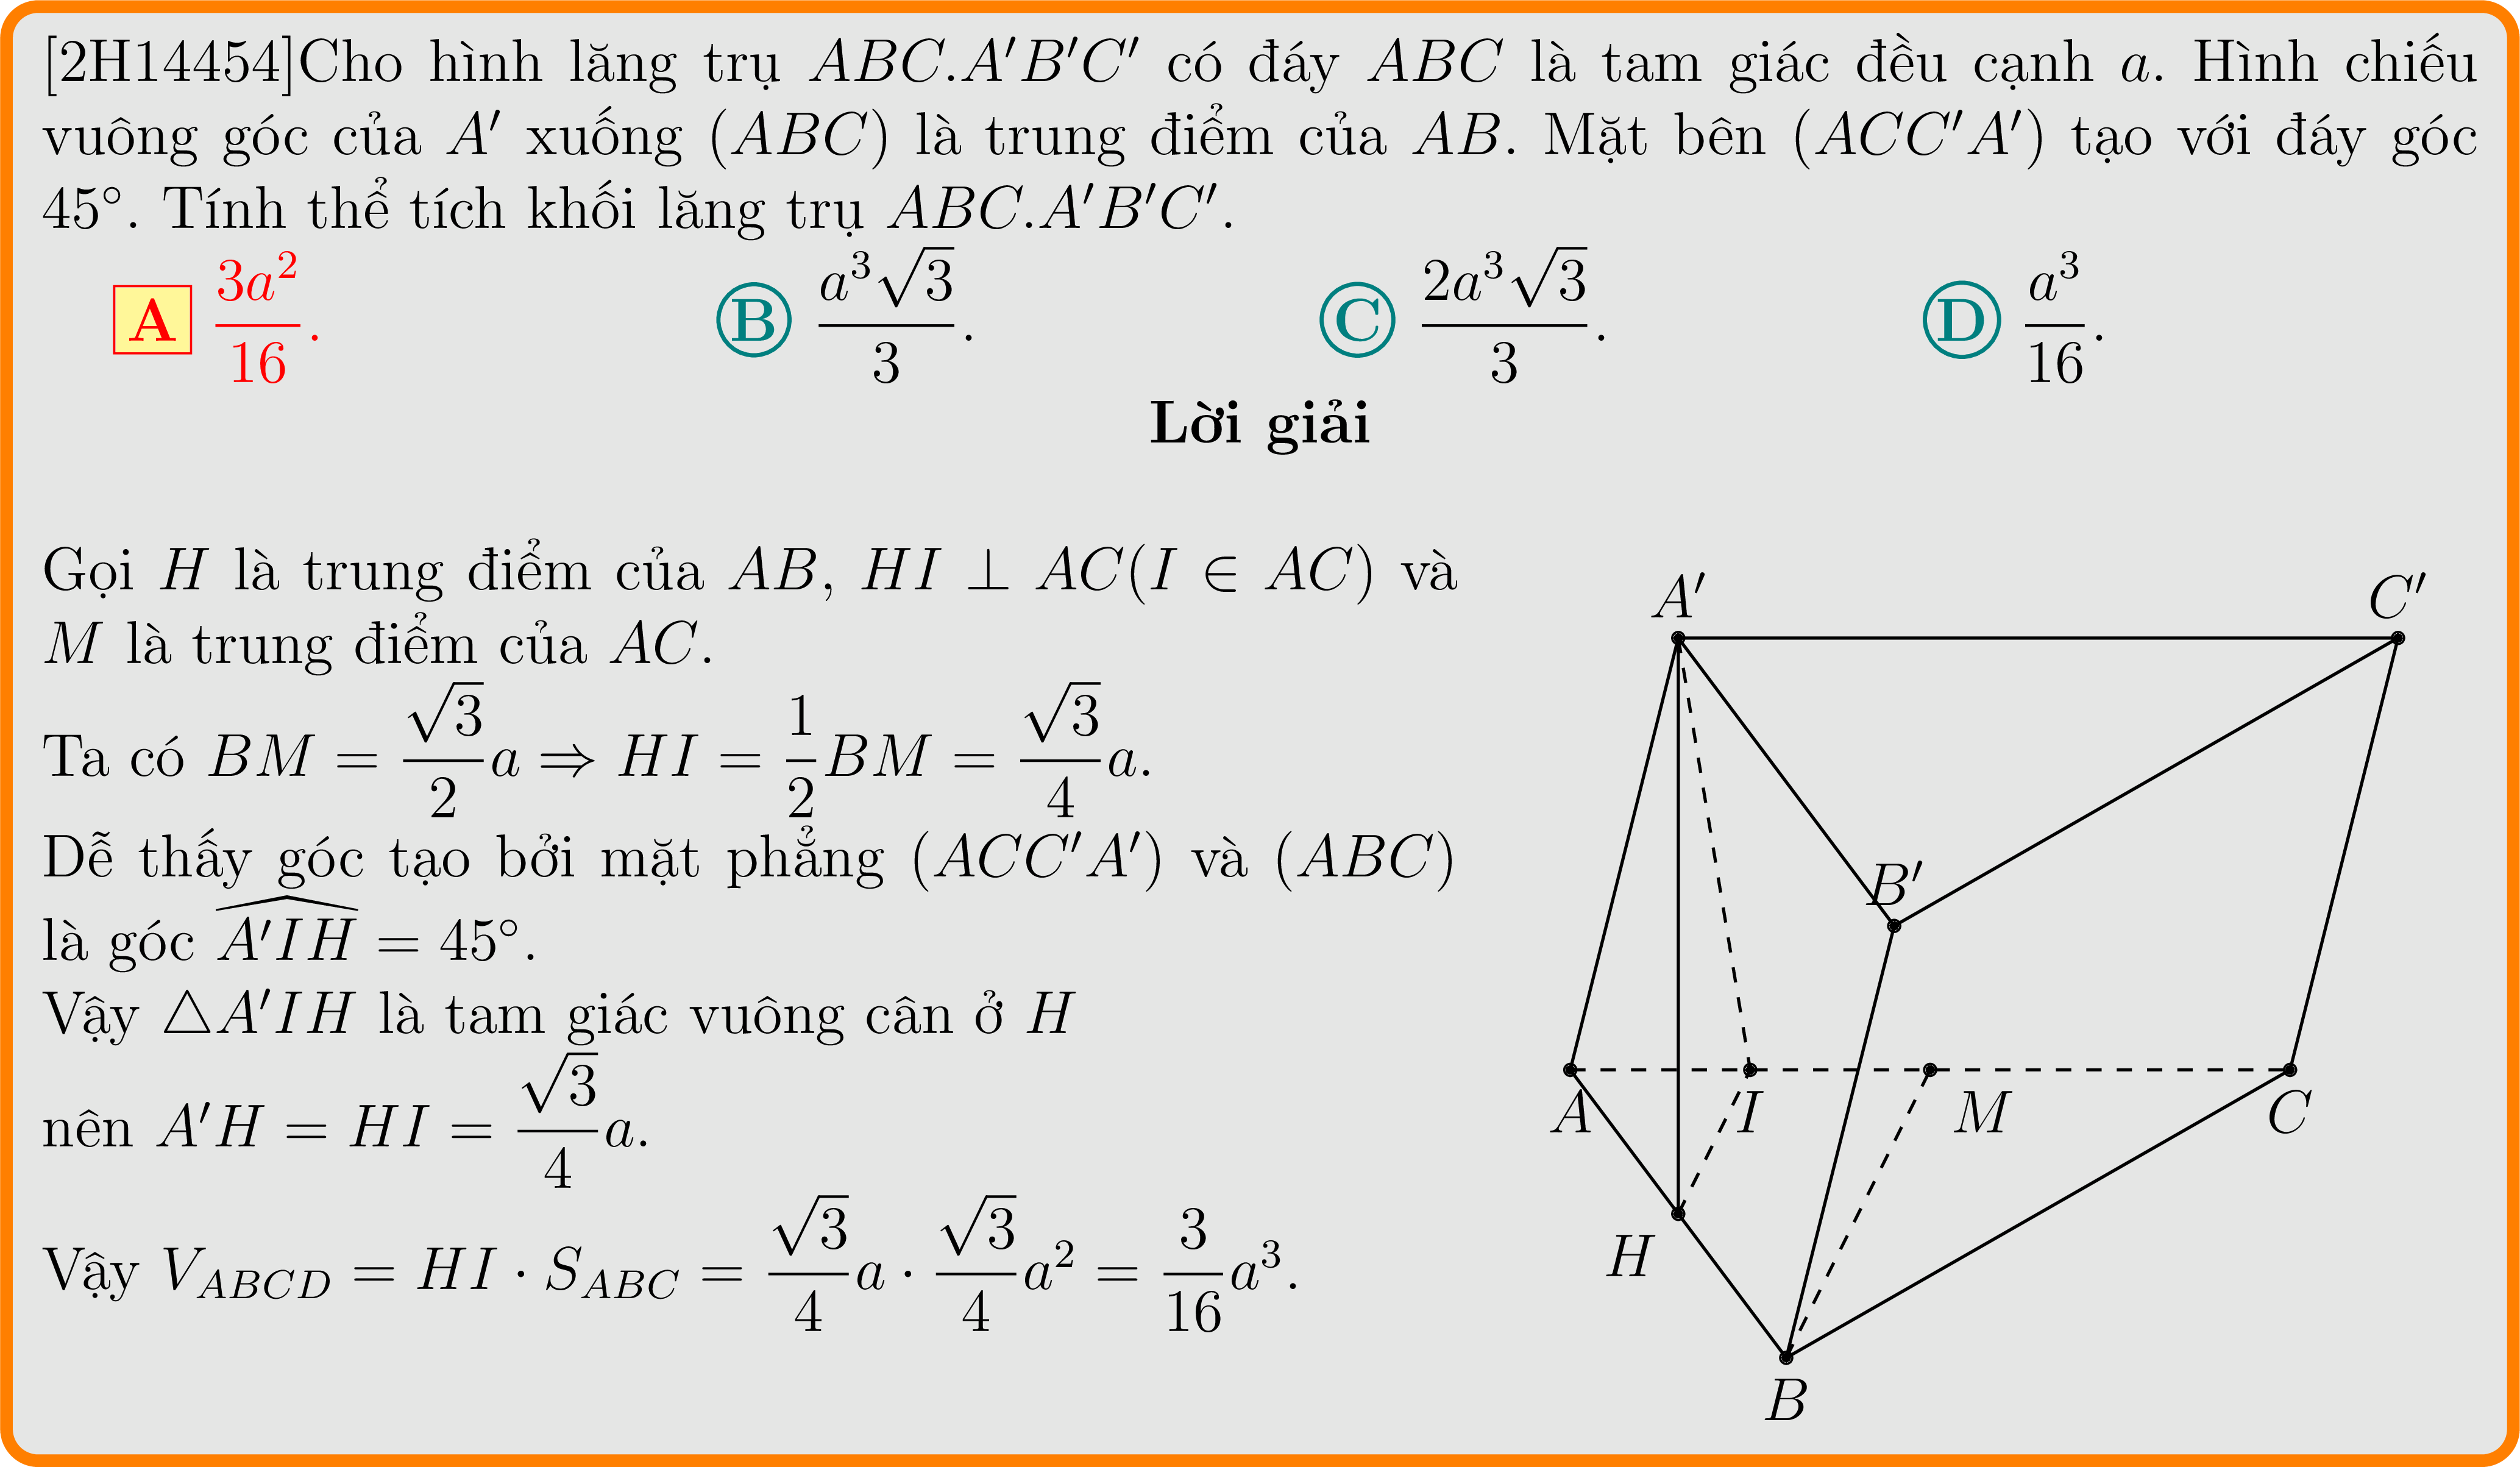 [2H14454]Cho hình lăng trụ ABC.A′B′C′ có đáy ABC là tam giác đều cạnh a. Hình chiếu
vuông góc của A′ xuống (ABC) là trung điểm của AB. Mặt bên (ACC′A′) tạo với đáy góc
45°. Tính thể tích khối lăng trụ ABC.A′B′C′.
A $\frac{3a^2}{16}$. B $\frac{a^3\sqrt{3}}{3}$. C $\frac{2a^3\sqrt{3}}{3}$. D $\frac{a^3}{16}$.
Lời giải
Gọi H là trung điểm của AB, HI ⊥ AC(I ∈ AC) và
M là trung điểm của AC.
Ta có $BM = \frac{\sqrt{3}}{2}a \Rightarrow HI = \frac{1}{2}BM = \frac{\sqrt{3}}{4}a$.
Dễ thấy góc tạo bởi mặt phẳng (ACC′A′) và (ABC)
là góc $\widehat{A'IH} = 45°$.
Vậy △A′IH là tam giác vuông cân ở H
nên $A'H = HI = \frac{\sqrt{3}}{4}a$.
Vậy $V_{ABCD} = HI \cdot S_{ABC} = \frac{\sqrt{3}}{4}a \cdot \frac{\sqrt{3}}{4}a^2 = \frac{3}{16}a^3$.
A′ C′
B′
A I M C
H
B